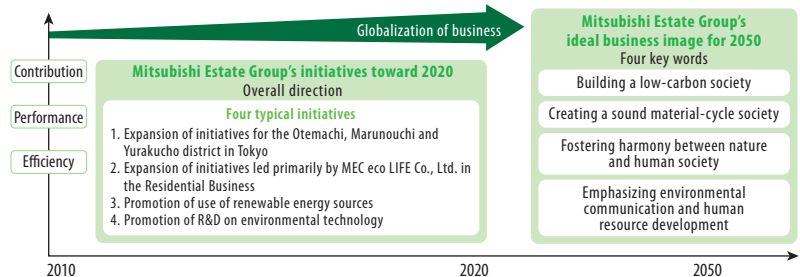 Globalization of business
Contribution
Performance
Efficiency
Mitsubishi Estate Group's initiatives toward 2020
Overall direction
Four typical initiatives
1. Expansion of initiatives for the Otemachi, Marunouchi and
Yurakucho district in Tokyo
2. Expansion of initiatives led primarily by MEC eco LIFE Co., Ltd. in
the Residential Business
3. Promotion of use of renewable energy sources
4. Promotion of R&D on environmental technology
Mitsubishi Estate Group's
ideal business image for 2050
Four key words
Building a low-carbon society
Creating a sound material-cycle society
Fostering harmony between nature
and human society
Emphasizing environmental
communication and human
resource development
2010
2020
2050